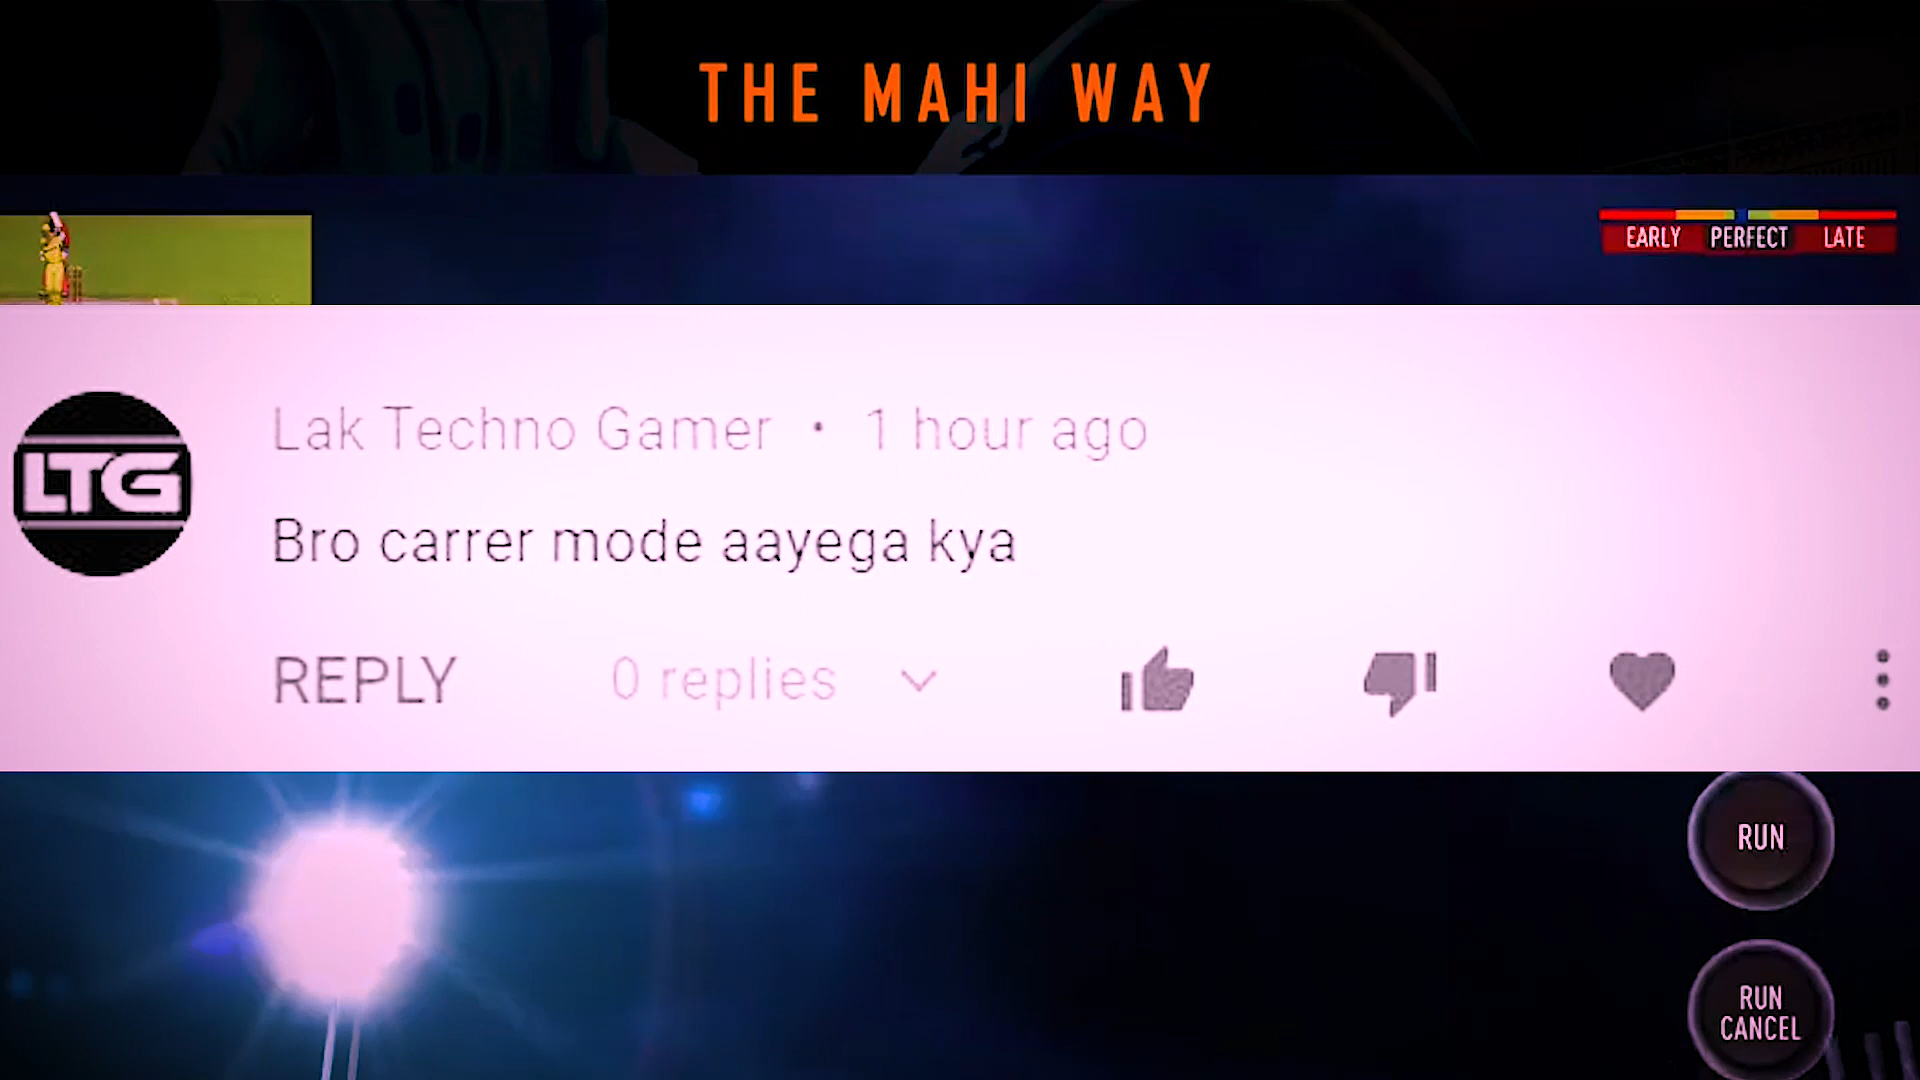 THE MAHI WAY
EARLY PERFECT LATE
LTG
Lak Techno Gamer • 1 hour ago
Bro carrer mode aayega kya
REPLY 0 replies
RUN
RUN
CANCEL